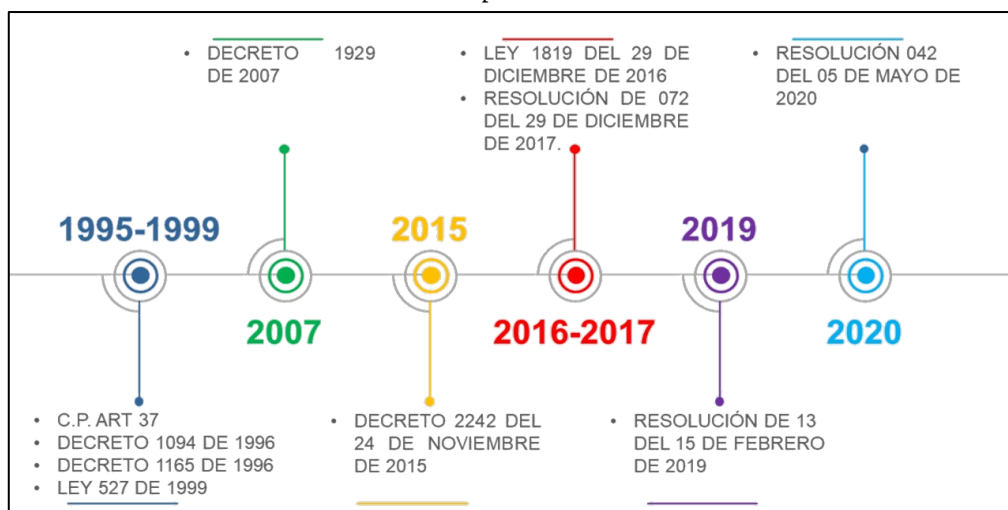 • DECRETO 1929
DE 2007
• LEY 1819 DEL 29 DE
DICIEMBRE DE 2016
• RESOLUCIÓN DE 072
DEL 29 DE DICIEMBRE
DE 2017.
• RESOLUCIÓN 042
DEL 05 DE MAYO DE
2020
1995-1999
2007
2015
2016-2017
2019
2020
• C.P. ART 37
• DECRETO 1094 DE 1996
• DECRETO 1165 DE 1996
• LEY 527 DE 1999
• DECRETO 2242 DEL
24 DE NOVIEMBRE
DE 2015
• RESOLUCIÓN DE 13
DEL 15 DE FEBRERO
DE 2019